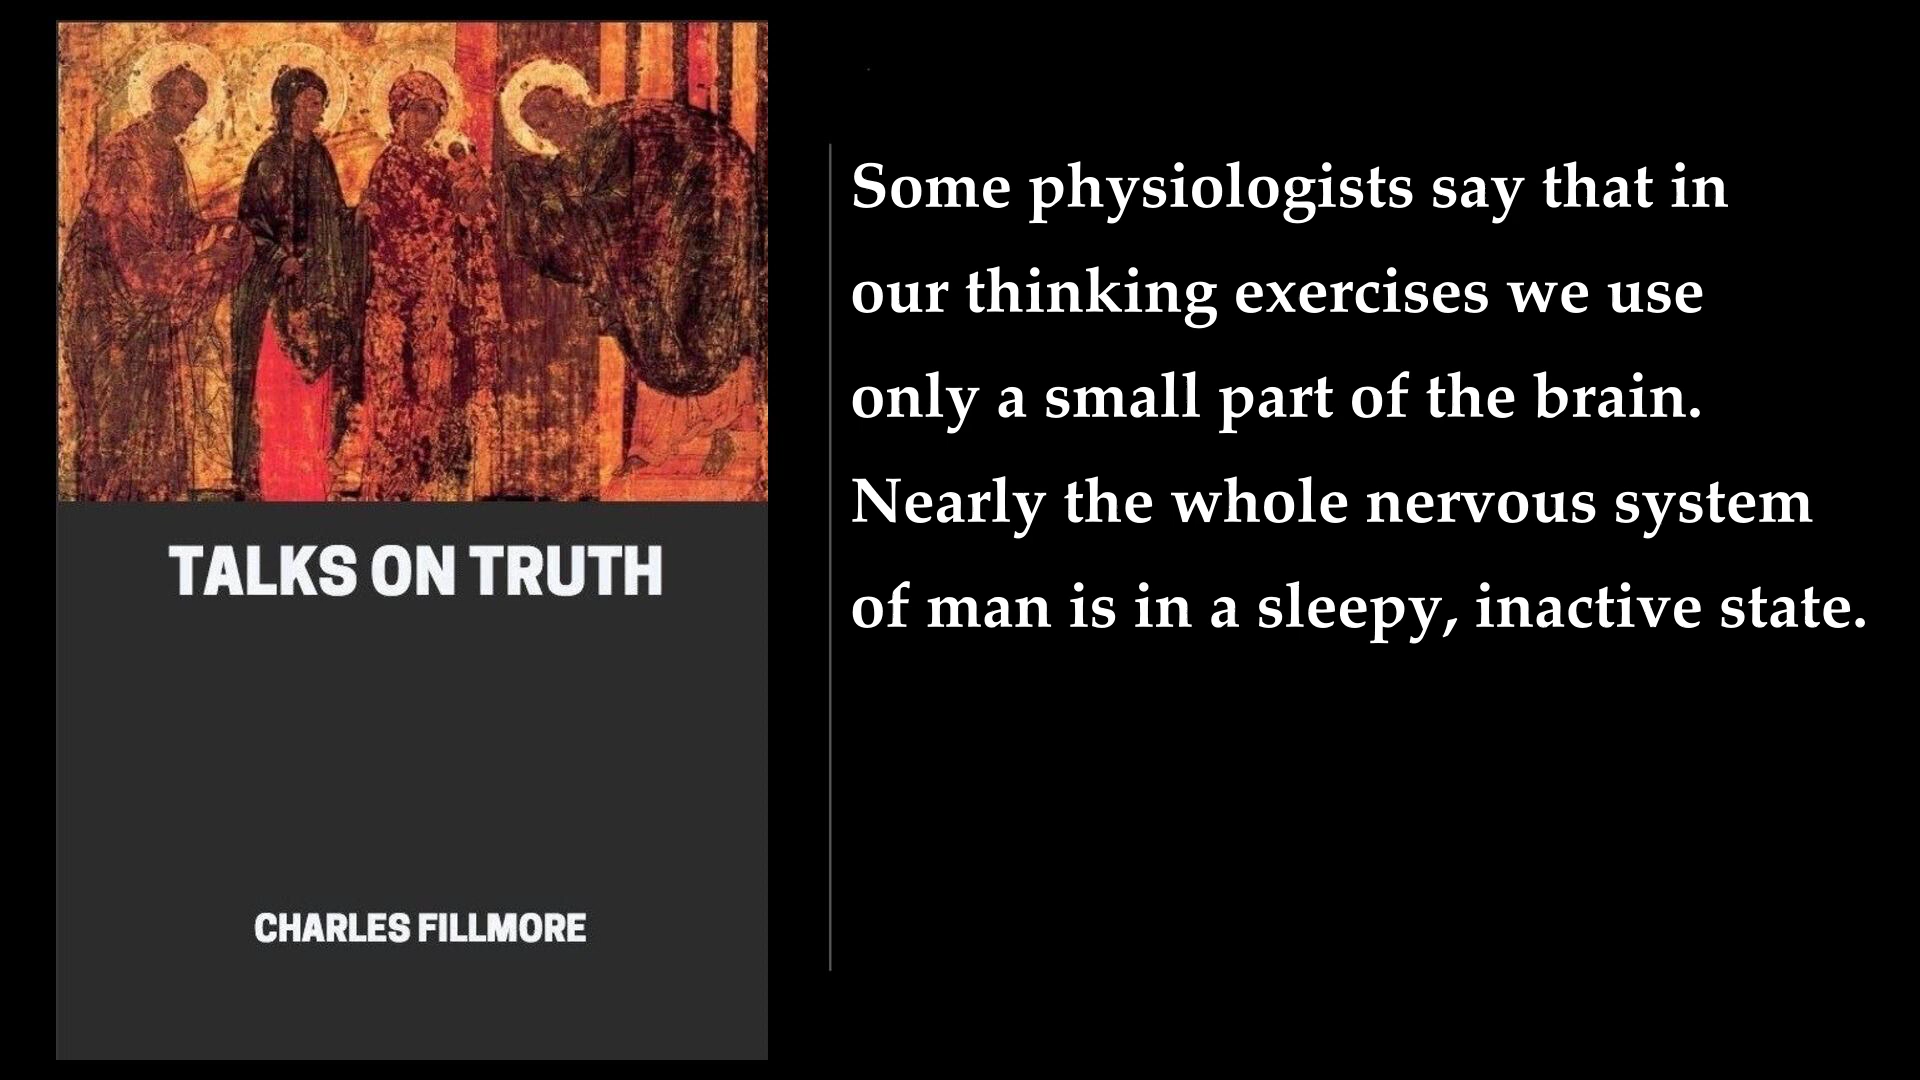 TALKS ON TRUTH
CHARLES FILLMORE
Some physiologists say that in
our thinking exercises we use
only a small part of the brain.
Nearly the whole nervous system
of man is in a sleepy, inactive state.